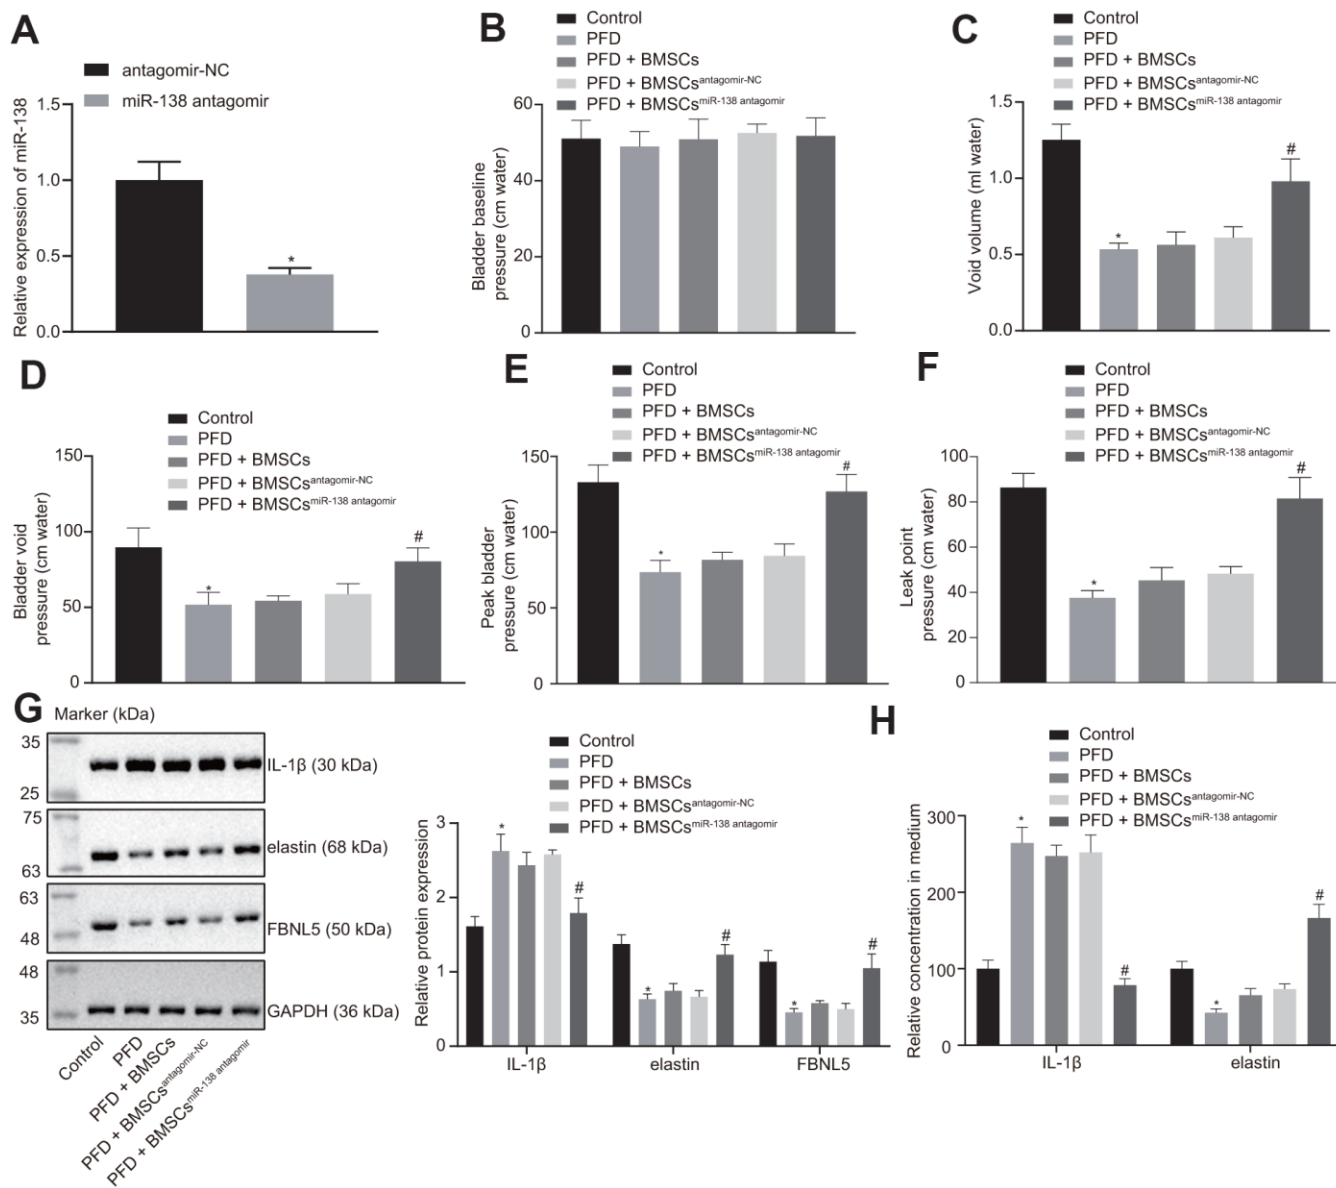 A
antagomir-NC
miR-138 antagomir
Relative expression of miR-138
1.5
1.0
0.5
0.0
*
B
Control
PFD
PFD + BMSCs
PFD + BMSCsantagomir-NC
PFD + BMSCsmiR-138 antagomir
Bladder baseline
pressure (cm water)
60
40
20
0
C
Control
PFD
PFD + BMSCs
PFD + BMSCsantagomir-NC
PFD + BMSCsmiR-138 antagomir
Void volume (ml water)
1.5
1.0
0.5
0.0
*
#
D
Control
PFD
PFD + BMSCs
PFD + BMSCsantagomir-NC
PFD + BMSCsmiR-138 antagomir
Bladder void
pressure (cm water)
150
100
50
0
*
#
E
Control
PFD
PFD + BMSCs
PFD + BMSCsantagomir-NC
PFD + BMSCsmiR-138 antagomir
Peak bladder
pressure (cm water)
150
100
50
0
*
#
F
Control
PFD
PFD + BMSCs
PFD + BMSCsantagomir-NC
PFD + BMSCsmiR-138 antagomir
Leak point
pressure (cm water)
100
80
60
40
20
0
*
#
G
Marker (kDa)
35
25
IL-1β (30 kDa)
75
63
elastin (68 kDa)
63
48
FBNL5 (50 kDa)
48
35
GAPDH (36 kDa)
Control
PFD
PFD + BMSCs
PFD + BMSCsantagomir-NC
PFD + BMSCsmiR-138 antagomir
Control
PFD
PFD + BMSCs
PFD + BMSCsantagomir-NC
PFD + BMSCsmiR-138 antagomir
Relative protein expression
3
2
1
0
*
#
*
#
*
#
IL-1β
elastin
FBNL5
H
Control
PFD
PFD + BMSCs
PFD + BMSCsantagomir-NC
PFD + BMSCsmiR-138 antagomir
Relative concentration in medium
300
200
100
0
*
#
*
#
IL-1β
elastin